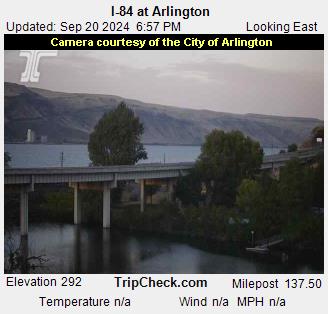 I-84 at Arlington
Updated: Sep 20 2024 6:57 PM Looking East
Camera courtesy of the City of Arlington
Elevation 292 TripCheck.com Milepost 137.50
Temperature n/a Wind n/a MPH n/a